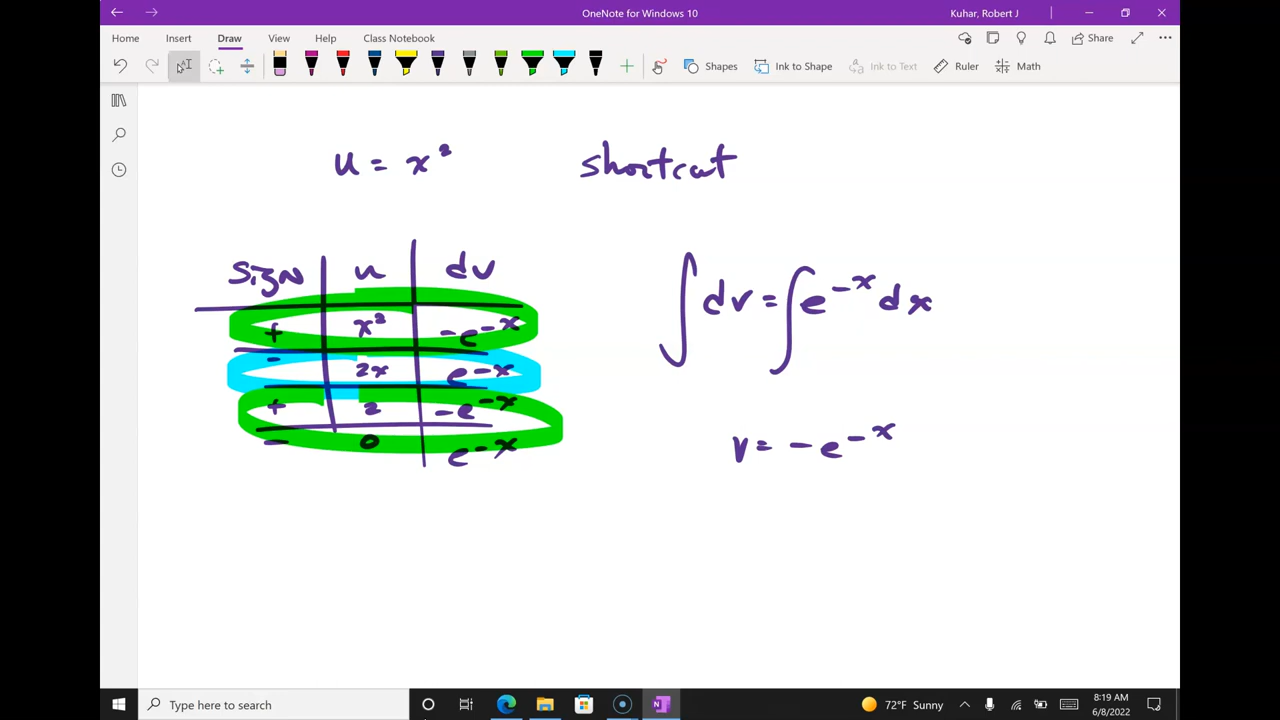 OneNote for Windows 10
Kuhar, Robert J
Home Insert Draw View Help Class Notebook
Share
Shapes Ink to Shape Ink to Text Ruler Math
u = x² shortcut
Sign u dv
+ x² -e^-x
- 2x e^-x
+ 2 -e^-x
- 0 e^-x
∫ dv = ∫ e^-x dx
v = -e^-x
Type here to search
72°F Sunny
8:19 AM
6/8/2022